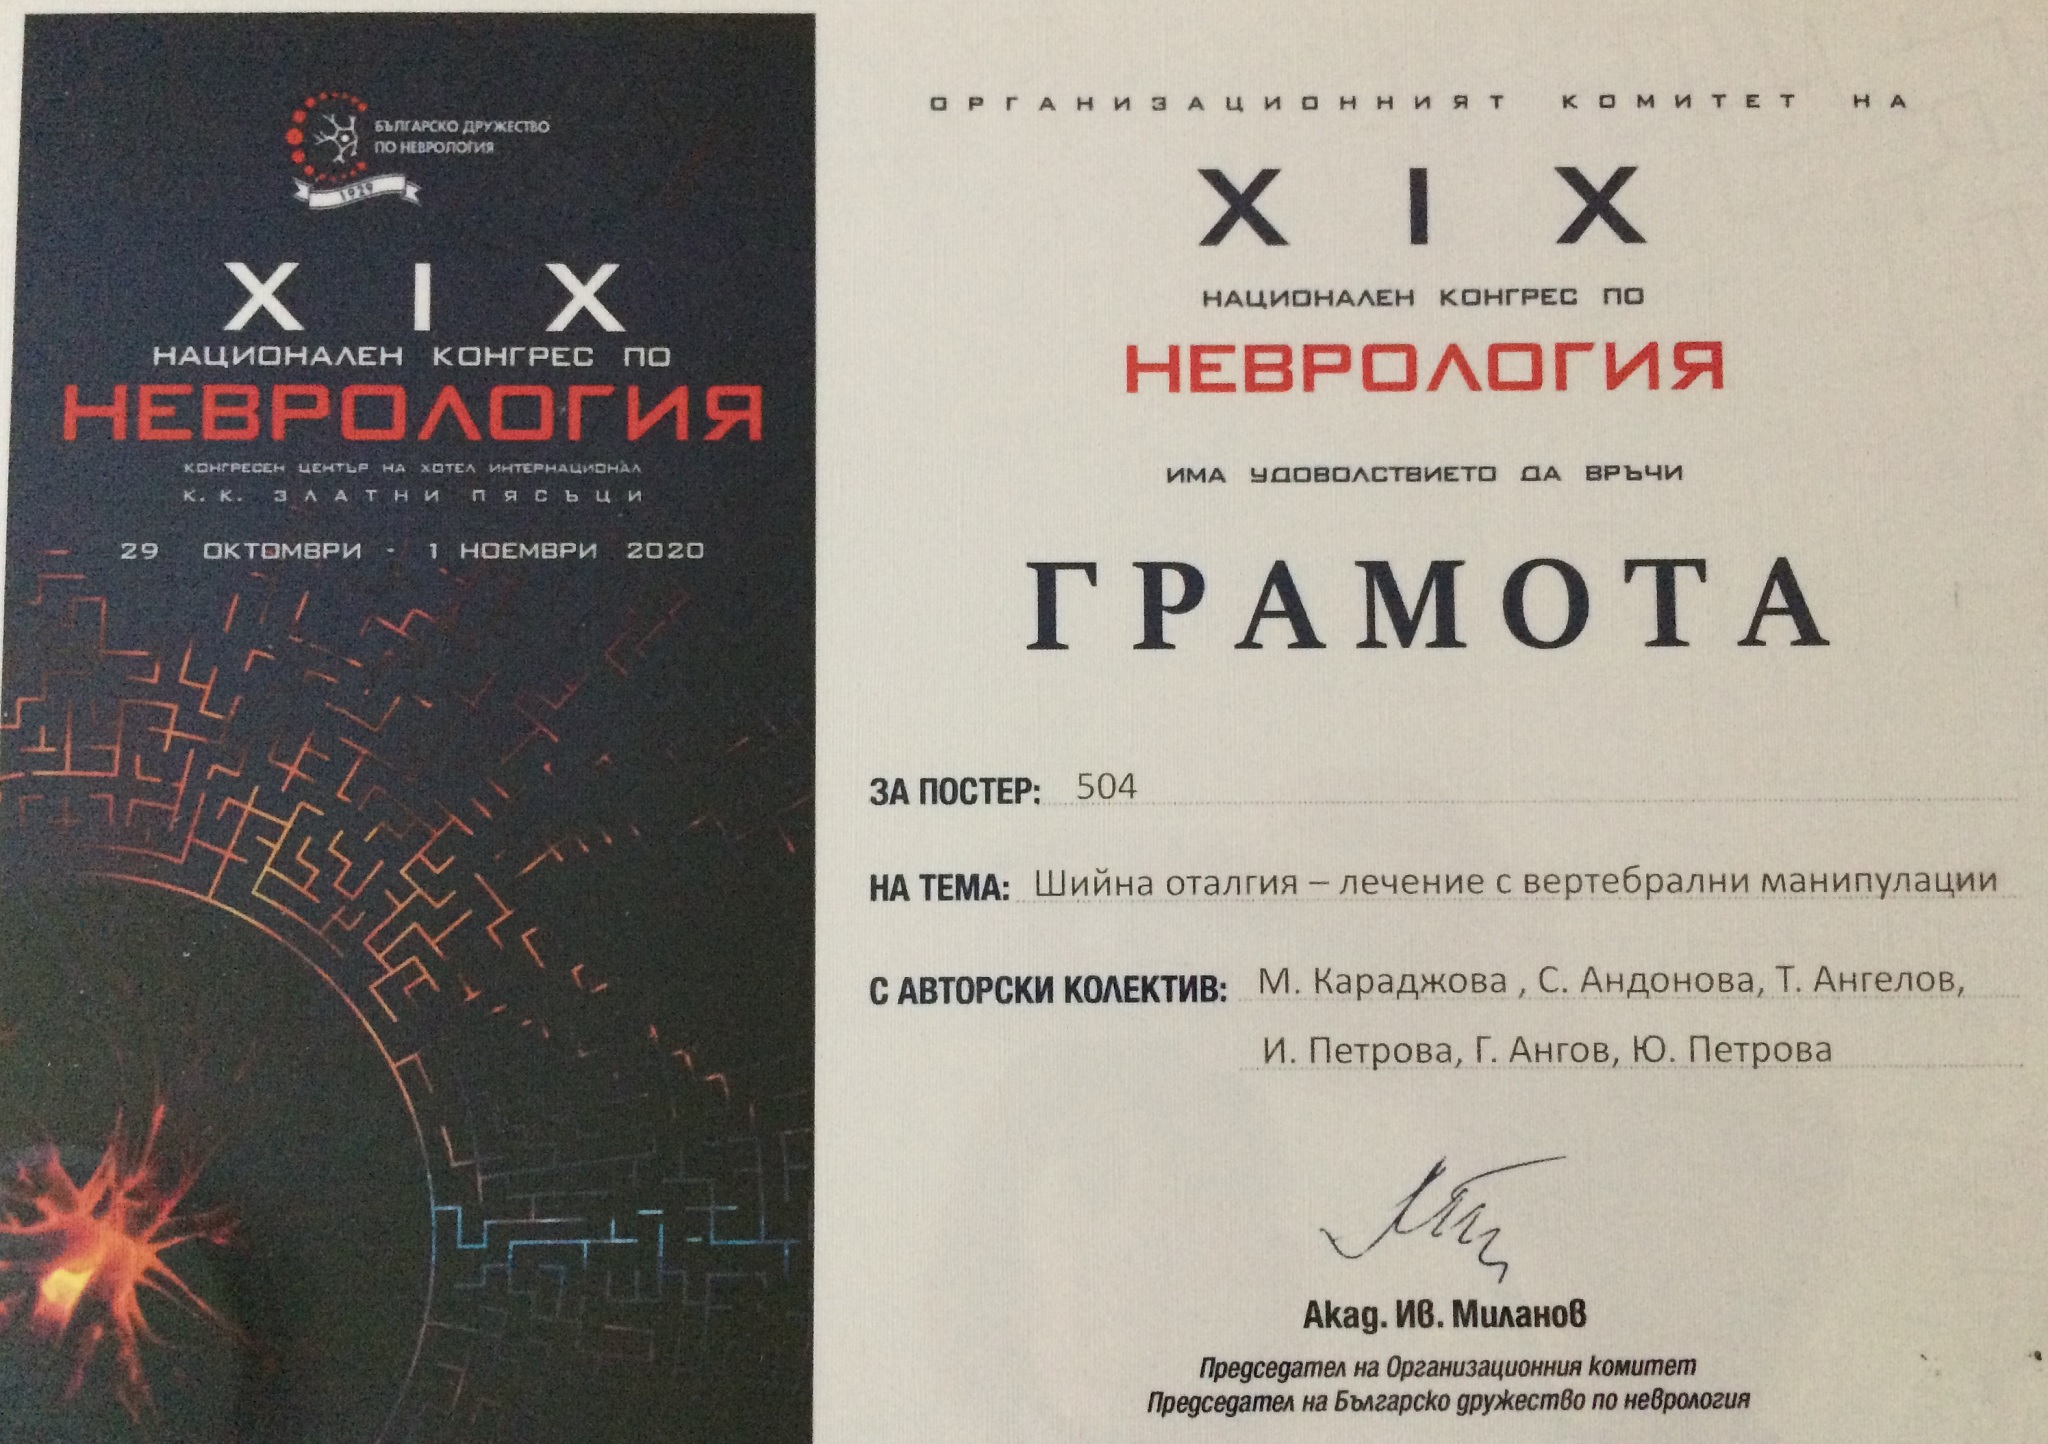 БЪЛГАРСКО ДРУЖЕСТВО
ПО НЕВРОЛОГИЯ
1929
XIX
НАЦИОНАЛЕН КОНГРЕС ПО
НЕВРОЛОГИЯ
КОНГРЕСЕН ЦЕНТЪР НА ХОТЕЛ ИНТЕРНАЦИОНАЛ
К.К. ЗЛАТНИ ПЯСЪЦИ
29 ОКТОМВРИ - 1 НОЕМВРИ 2020
ОРГАНИЗАЦИОННИЯТ КОМИТЕТ НА
XIX
НАЦИОНАЛЕН КОНГРЕС ПО
НЕВРОЛОГИЯ
ИМА УДОВОЛСТВИЕТО ДА ВРЪЧИ
ГРАМОТА
ЗА ПОСТЕР: 504
НА ТЕМА: Шийна оталгия – лечение с вертебрални манипулации
С АВТОРСКИ КОЛЕКТИВ: М. Караджова , С. Андонова, Т. Ангелов,
И. Петрова, Г. Ангов, Ю. Петрова
Акад. Ив. Миланов
Председател на Организационния комитет
Председател на Българско дружество по неврология